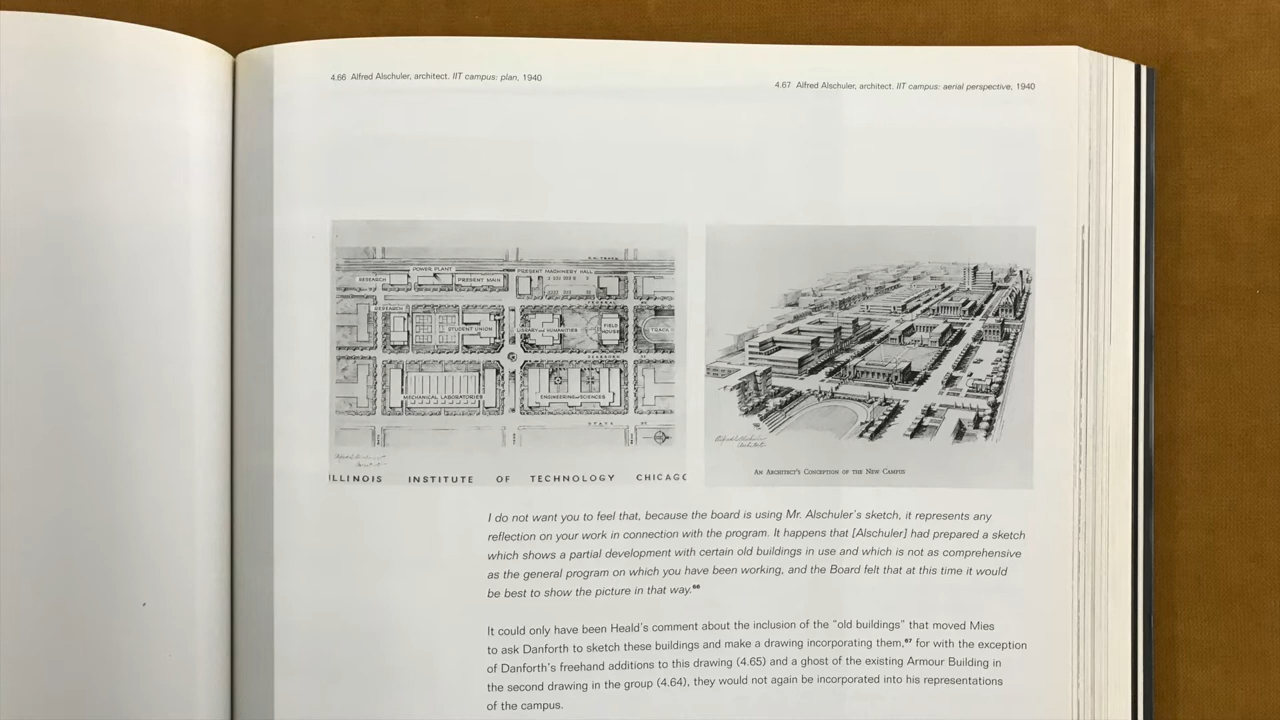 4.66 Alfred Alschuler, architect. IIT campus: plan, 1940
4.67 Alfred Alschuler, architect. IIT campus: aerial perspective, 1940
RESEARCH
POWER PLANT
PRESENT MAIN
PRESENT MACHINERY HALL
RESEARCH
STUDENT UNION
LIBRARY and HUMANITIES
FIELD HOUSE
TRACK
DEARBORN
MECHANICAL LABORATORIES
ENGINEERING and SCIENCES
STATE ST
ILLINOIS INSTITUTE OF TECHNOLOGY CHICAGO
AN ARCHITECT'S CONCEPTION OF THE NEW CAMPUS
I do not want you to feel that, because the board is using Mr. Alschuler's sketch, it represents any
reflection on your work in connection with the program. It happens that [Alschuler] had prepared a sketch
which shows a partial development with certain old buildings in use and which is not as comprehensive
as the general program on which you have been working, and the Board felt that at this time it would
be best to show the picture in that way.66
It could only have been Heald's comment about the inclusion of the "old buildings" that moved Mies
to ask Danforth to sketch these buildings and make a drawing incorporating them,67 for with the exception
of Danforth's freehand additions to this drawing (4.65) and a ghost of the existing Armour Building in
the second drawing in the group (4.64), they would not again be incorporated into his representations
of the campus.